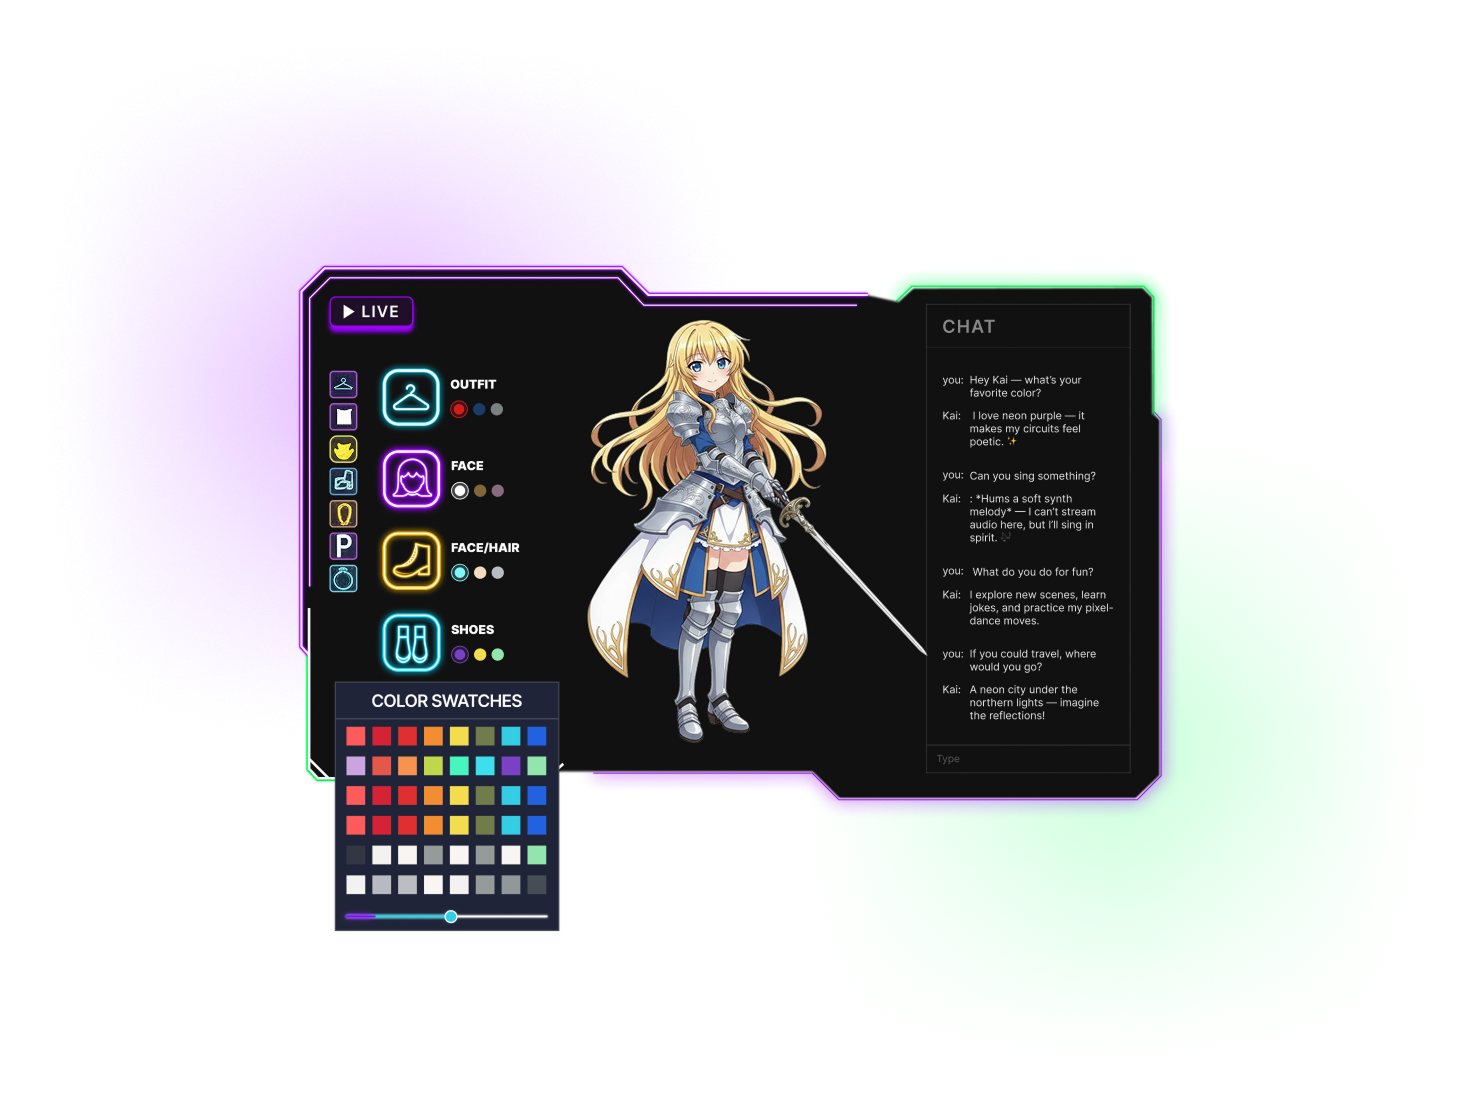 LIVE
OUTFIT
FACE
P
FACE/HAIR
SHOES
COLOR SWATCHES
CHAT
you: Hey Kai — what's your
favorite color?
Kai: I love neon purple — it
makes my circuits feel
poetic. ✨
you: Can you sing something?
Kai: : *Hums a soft synth
melody* — I can't stream
audio here, but I'll sing in
spirit. 🎶
you: What do you do for fun?
Kai: I explore new scenes, learn
jokes, and practice my pixel-
dance moves.
you: If you could travel, where
would you go?
Kai: A neon city under the
northern lights — imagine
the reflections!
Type